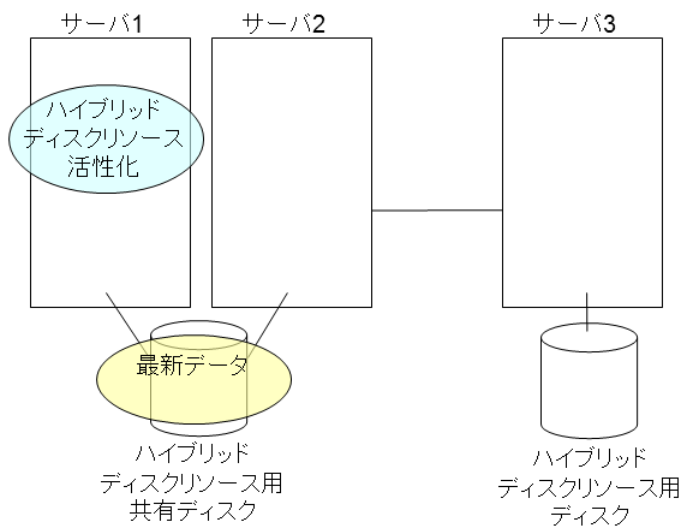 サーバ1
サーバ2
サーバ3
ハイブリッド
ディスクリソース
活性化
最新データ
ハイブリッド
ディスクリソース用
共有ディスク
ハイブリッド
ディスクリソース用
ディスク